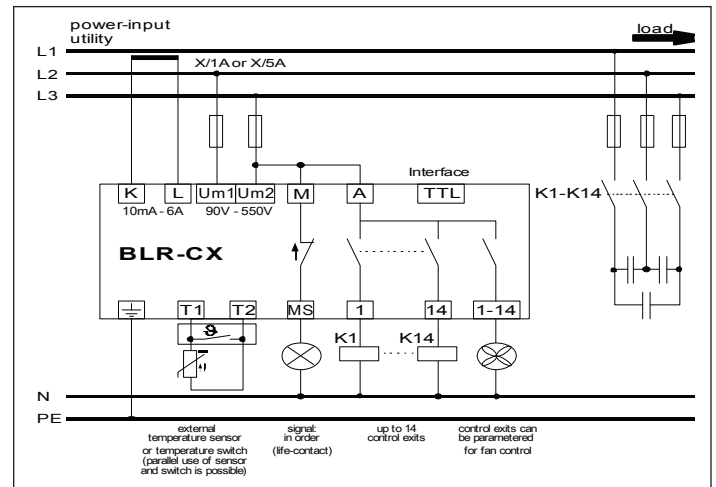 power-input
utility
load
L1
X/1A or X/5A
L2
L3
Interface
K L Um1 Um2 M A TTL
K1-K14
10mA - 6A 90V - 550V
BLR-CX
T1 T2 MS 1 14 1-14
ϑ
K1 K14
N
PE
external
temperature sensor
or temperature switch
(parallel use of sensor
and switch is possible)
signal:
in order
(life-contact)
up to 14
control exits
control exits can
be parametered
for fan control